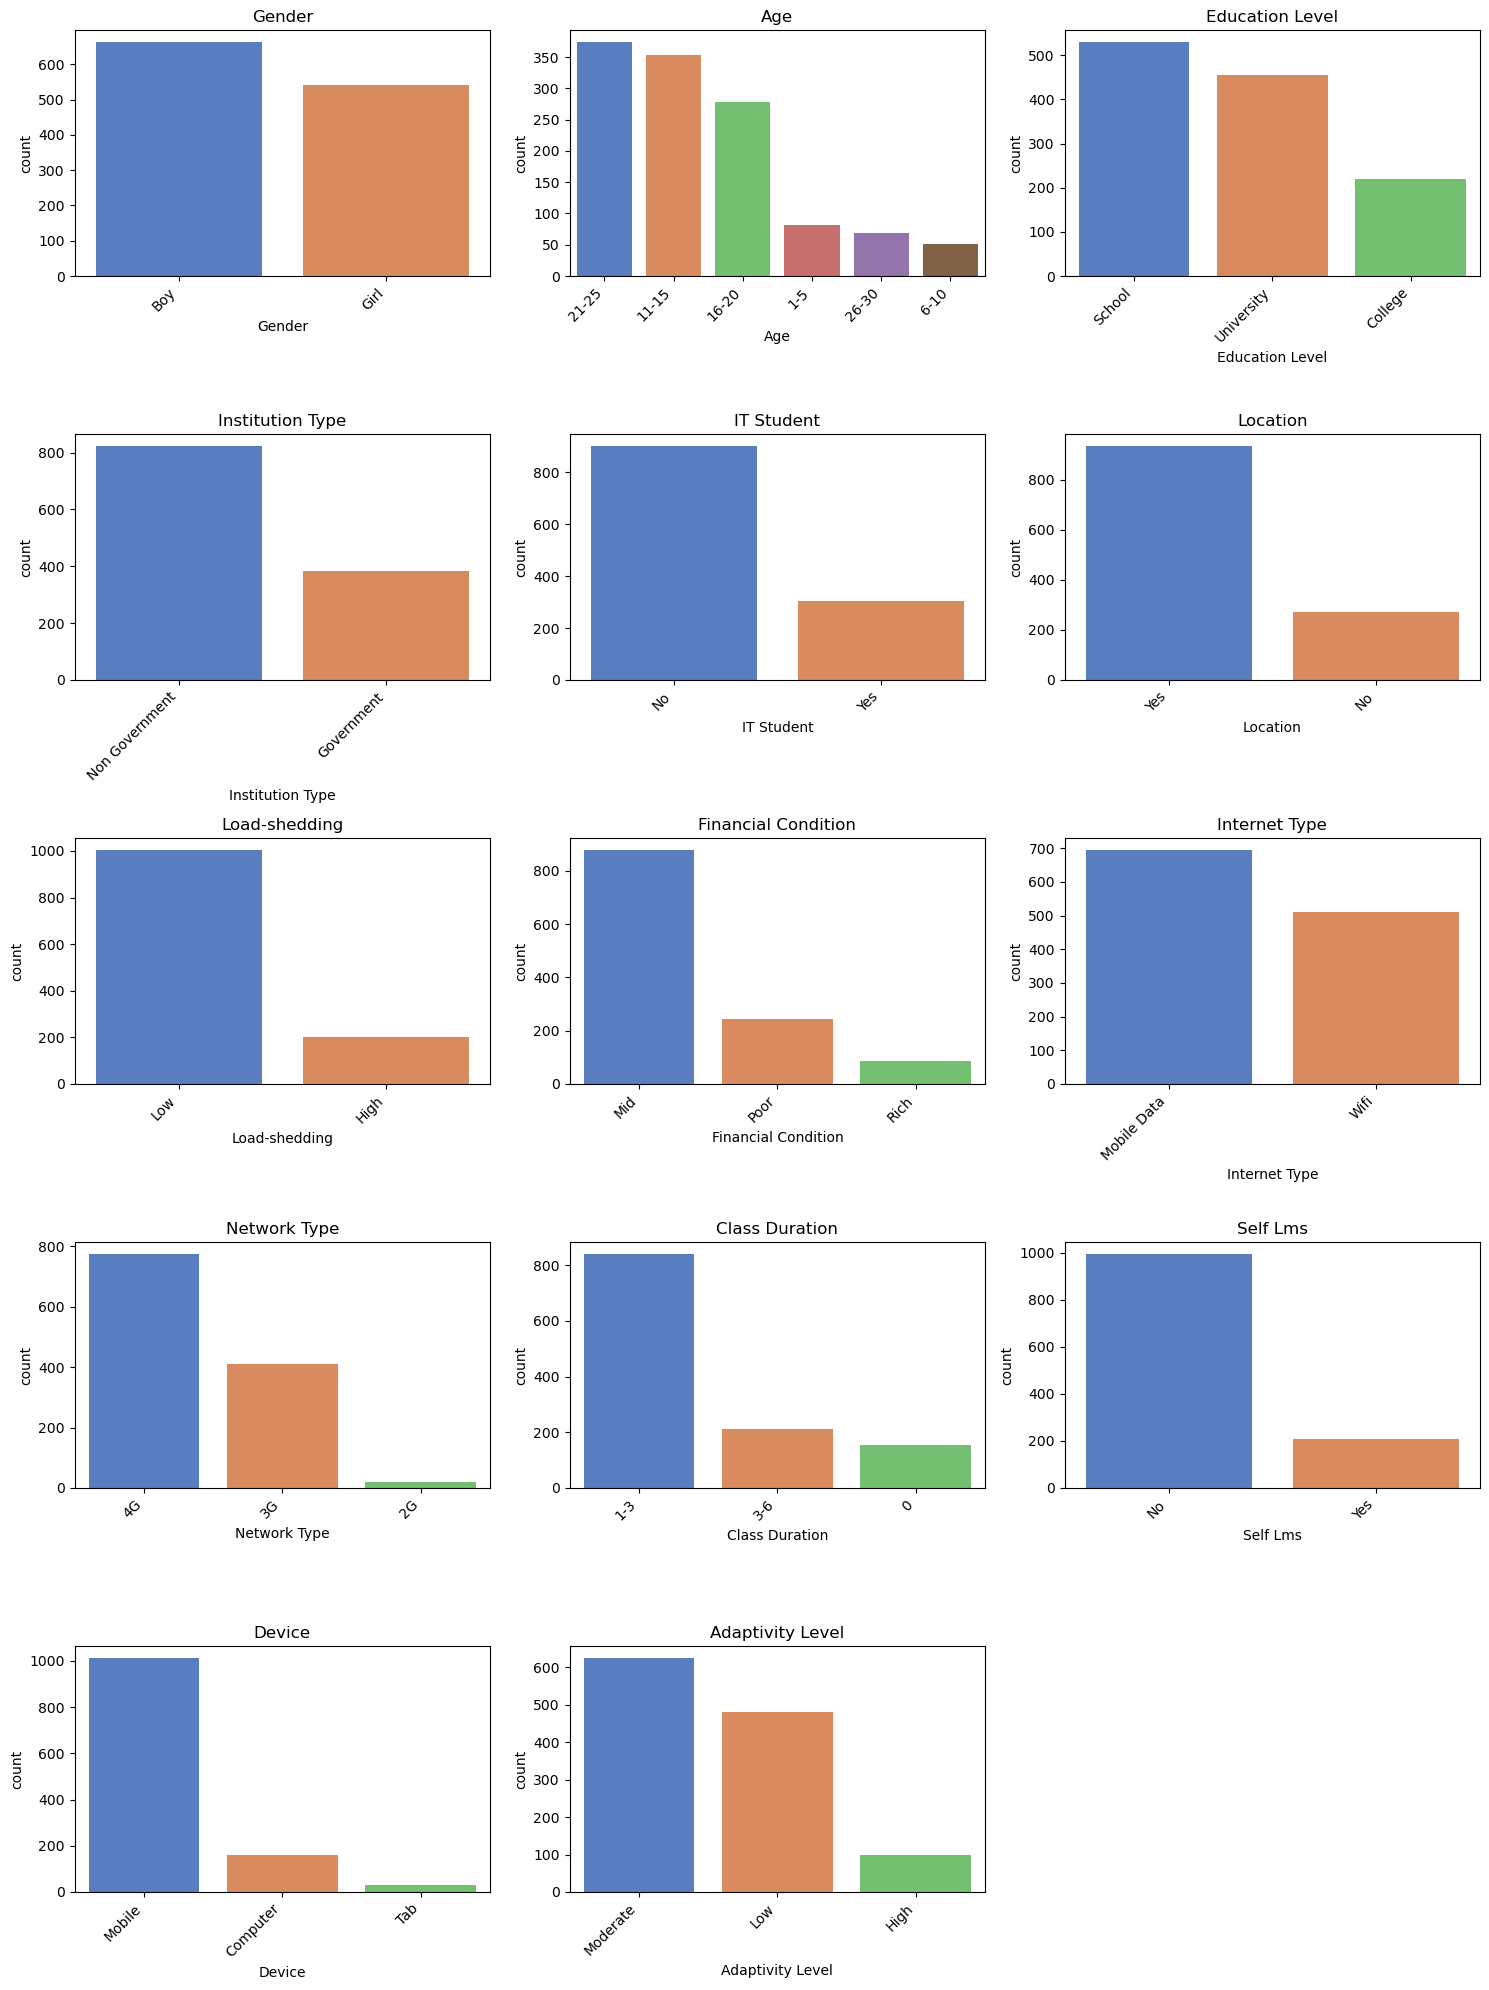 Gender
Age
Education Level
count
600
500
400
300
200
100
0
Boy
Girl
Gender
count
350
300
250
200
150
100
50
0
21-25
11-15
16-20
1-5
26-30
6-10
Age
count
500
400
300
200
100
0
School
University
College
Education Level
Institution Type
IT Student
Location
count
800
600
400
200
0
Non Government
Government
Institution Type
count
800
600
400
200
0
No
Yes
IT Student
count
800
600
400
200
0
Yes
No
Location
Load-shedding
Financial Condition
Internet Type
count
1000
800
600
400
200
0
Low
High
Load-shedding
count
800
600
400
200
0
Mid
Poor
Rich
Financial Condition
count
700
600
500
400
300
200
100
0
Mobile Data
Wifi
Internet Type
Network Type
Class Duration
Self Lms
count
800
600
400
200
0
4G
3G
2G
Network Type
count
800
600
400
200
0
1-3
3-6
0
Class Duration
count
1000
800
600
400
200
0
No
Yes
Self Lms
Device
Adaptivity Level
count
1000
800
600
400
200
0
Mobile
Computer
Tab
Device
count
600
500
400
300
200
100
0
Moderate
Low
High
Adaptivity Level